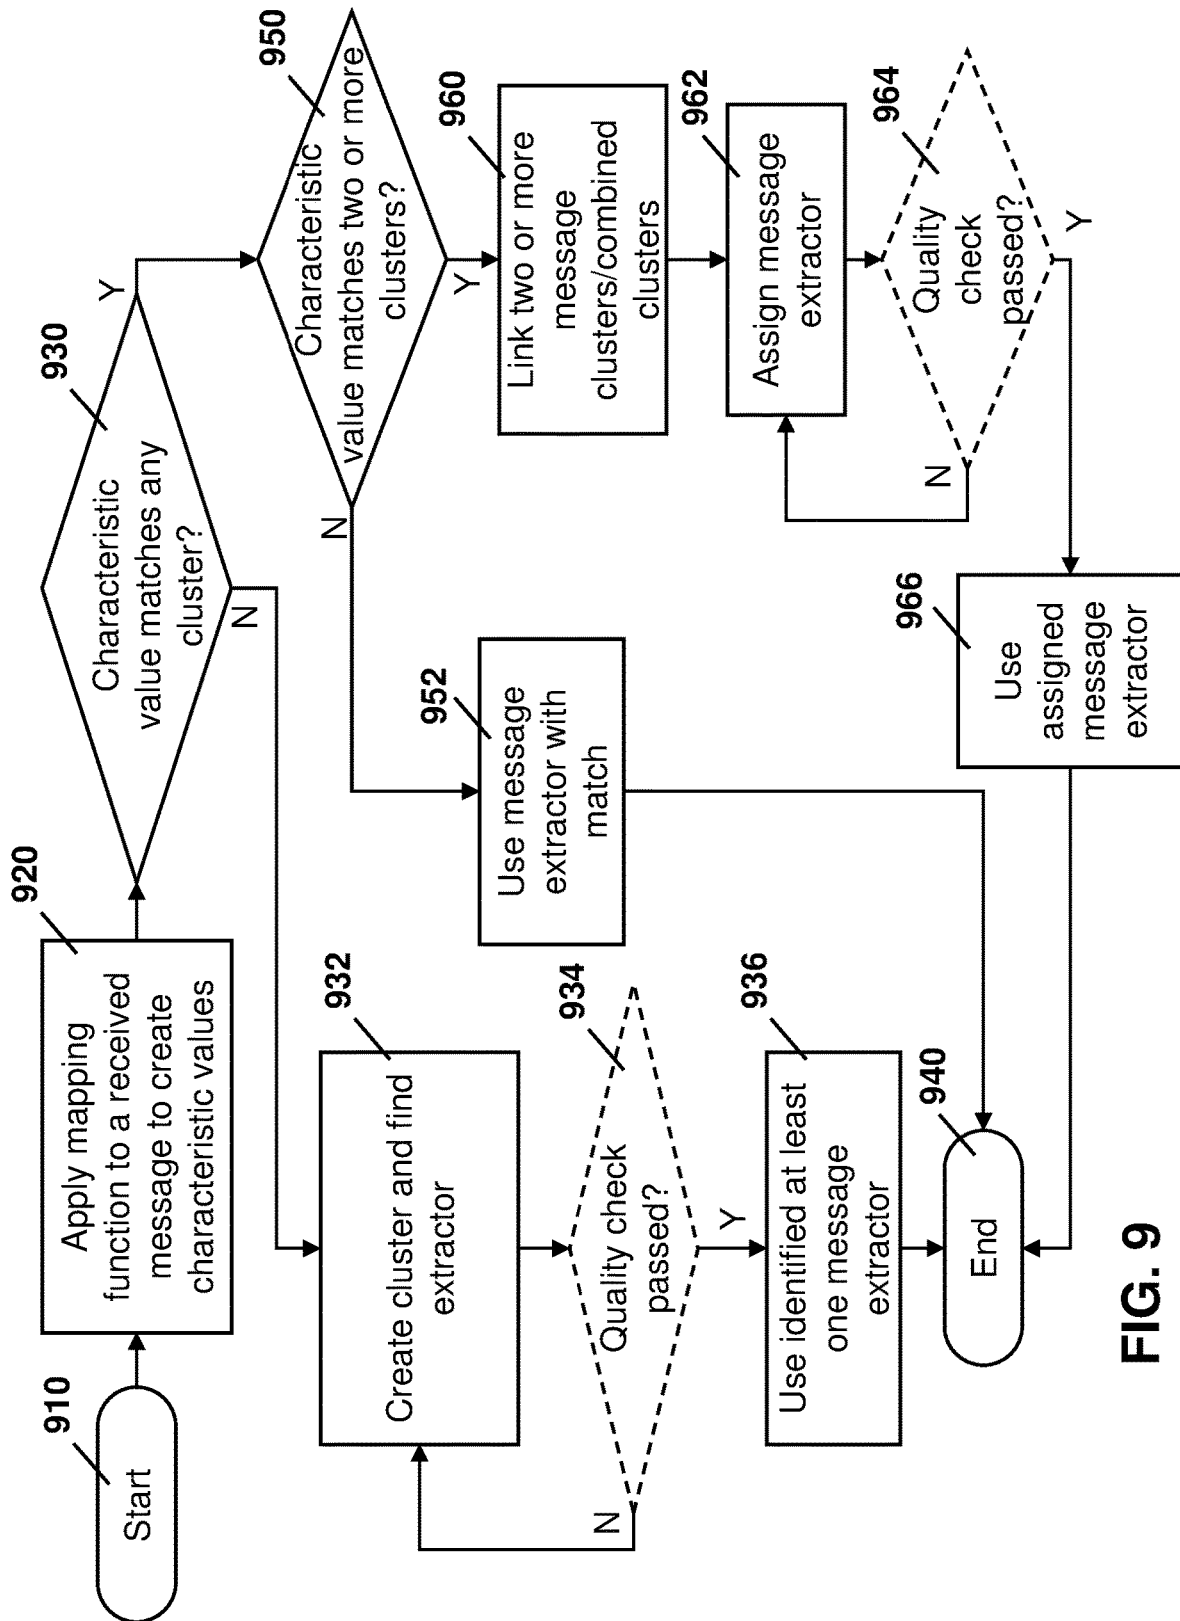 910
Start
920
Apply mapping
function to a received
message to create
characteristic values
930
Characteristic
value matches any
cluster?
Y
N
932
Create cluster and find
extractor
934
Quality check
passed?
N
Y
936
Use identified at least
one message
extractor
940
End
950
Characteristic
value matches two or more
clusters?
N
Y
952
Use message
extractor with
match
960
Link two or more
message
clusters/combined
clusters
962
Assign message
extractor
964
Quality
check
passed?
N
Y
966
Use
assigned
message
extractor
FIG. 9